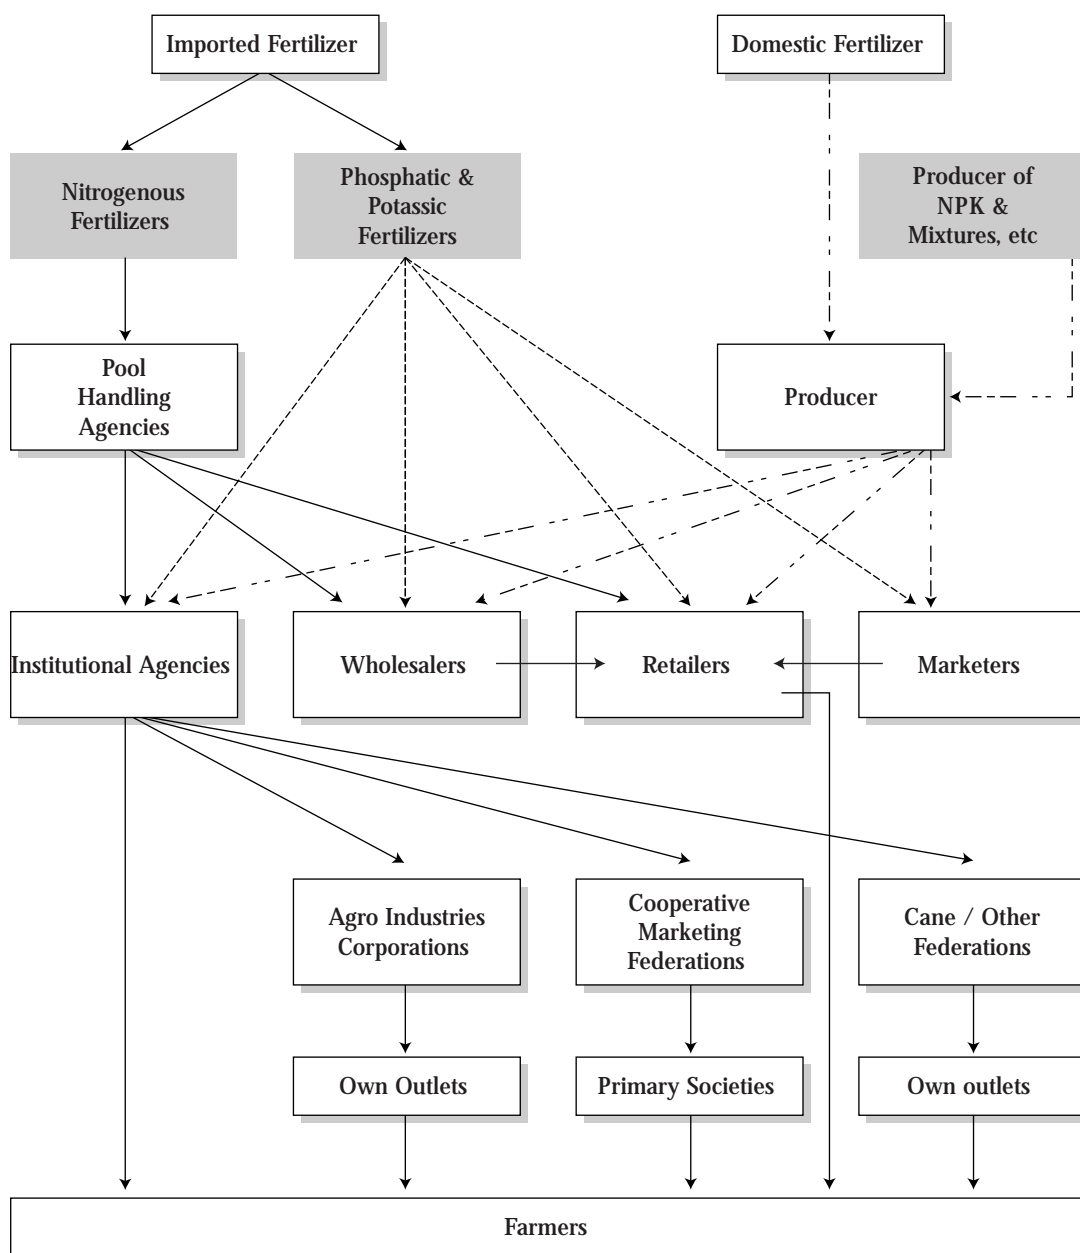 Imported Fertilizer
Domestic Fertilizer
Nitrogenous
Fertilizers
Phosphatic &
Potassic
Fertilizers
Producer of
NPK &
Mixtures, etc
Pool
Handling
Agencies
Producer
Institutional Agencies
Wholesalers
Retailers
Marketers
Agro Industries
Corporations
Cooperative
Marketing
Federations
Cane / Other
Federations
Own Outlets
Primary Societies
Own outlets
Farmers